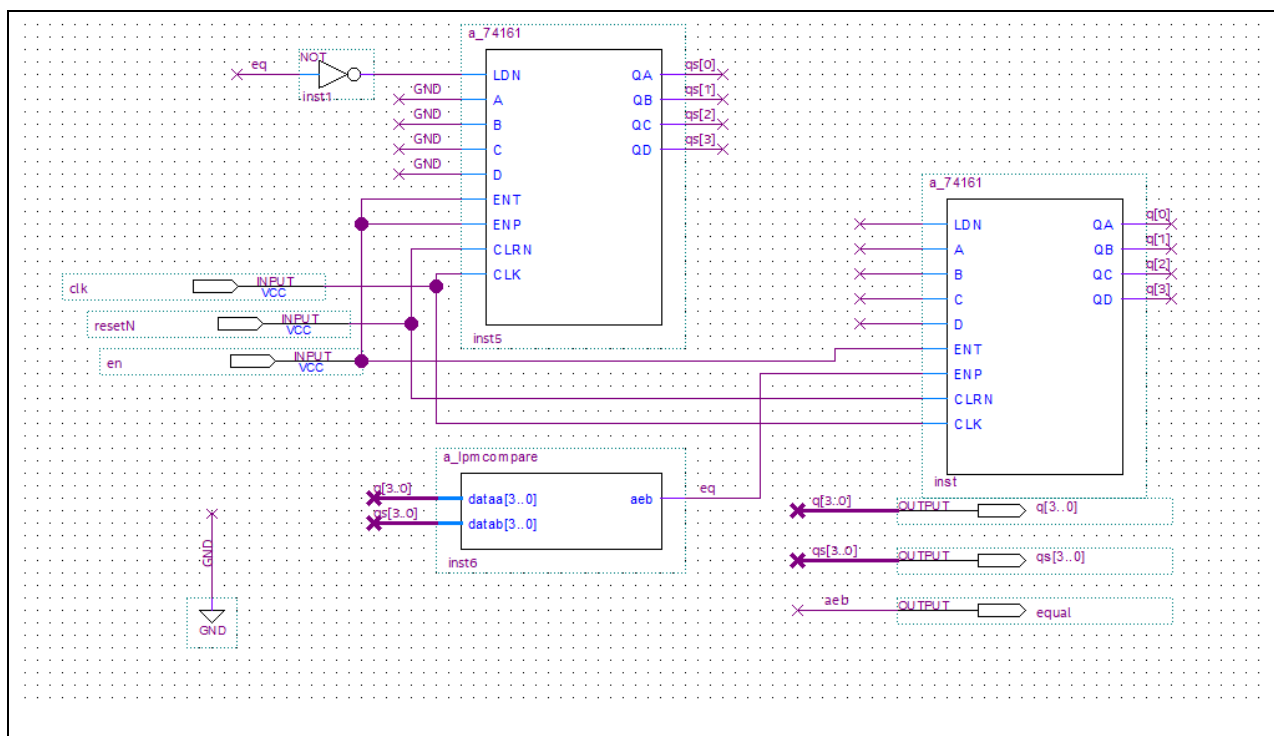 a_74161
NOT
eq
inst1
LDN
A
B
C
D
ENT
ENP
CLRN
CLK
GND
GND
GND
GND
QA
QB
QC
QD
qs[0]
qs[1]
qs[2]
qs[3]
inst5
a_74161
LDN
A
B
C
D
ENT
ENP
CLRN
CLK
QA
QB
QC
QD
q[0]
q[1]
q[2]
q[3]
inst
clk
INPUT
VCC
resetN
INPUT
VCC
en
INPUT
VCC
a_lpmcompare
q[3..0]
qs[3..0]
dataa[3..0]
datab[3..0]
aeb
eq
inst6
GND
GND
q[3..0]
OUTPUT
q[3..0]
qs[3..0]
OUTPUT
qs[3..0]
aeb
OUTPUT
equal